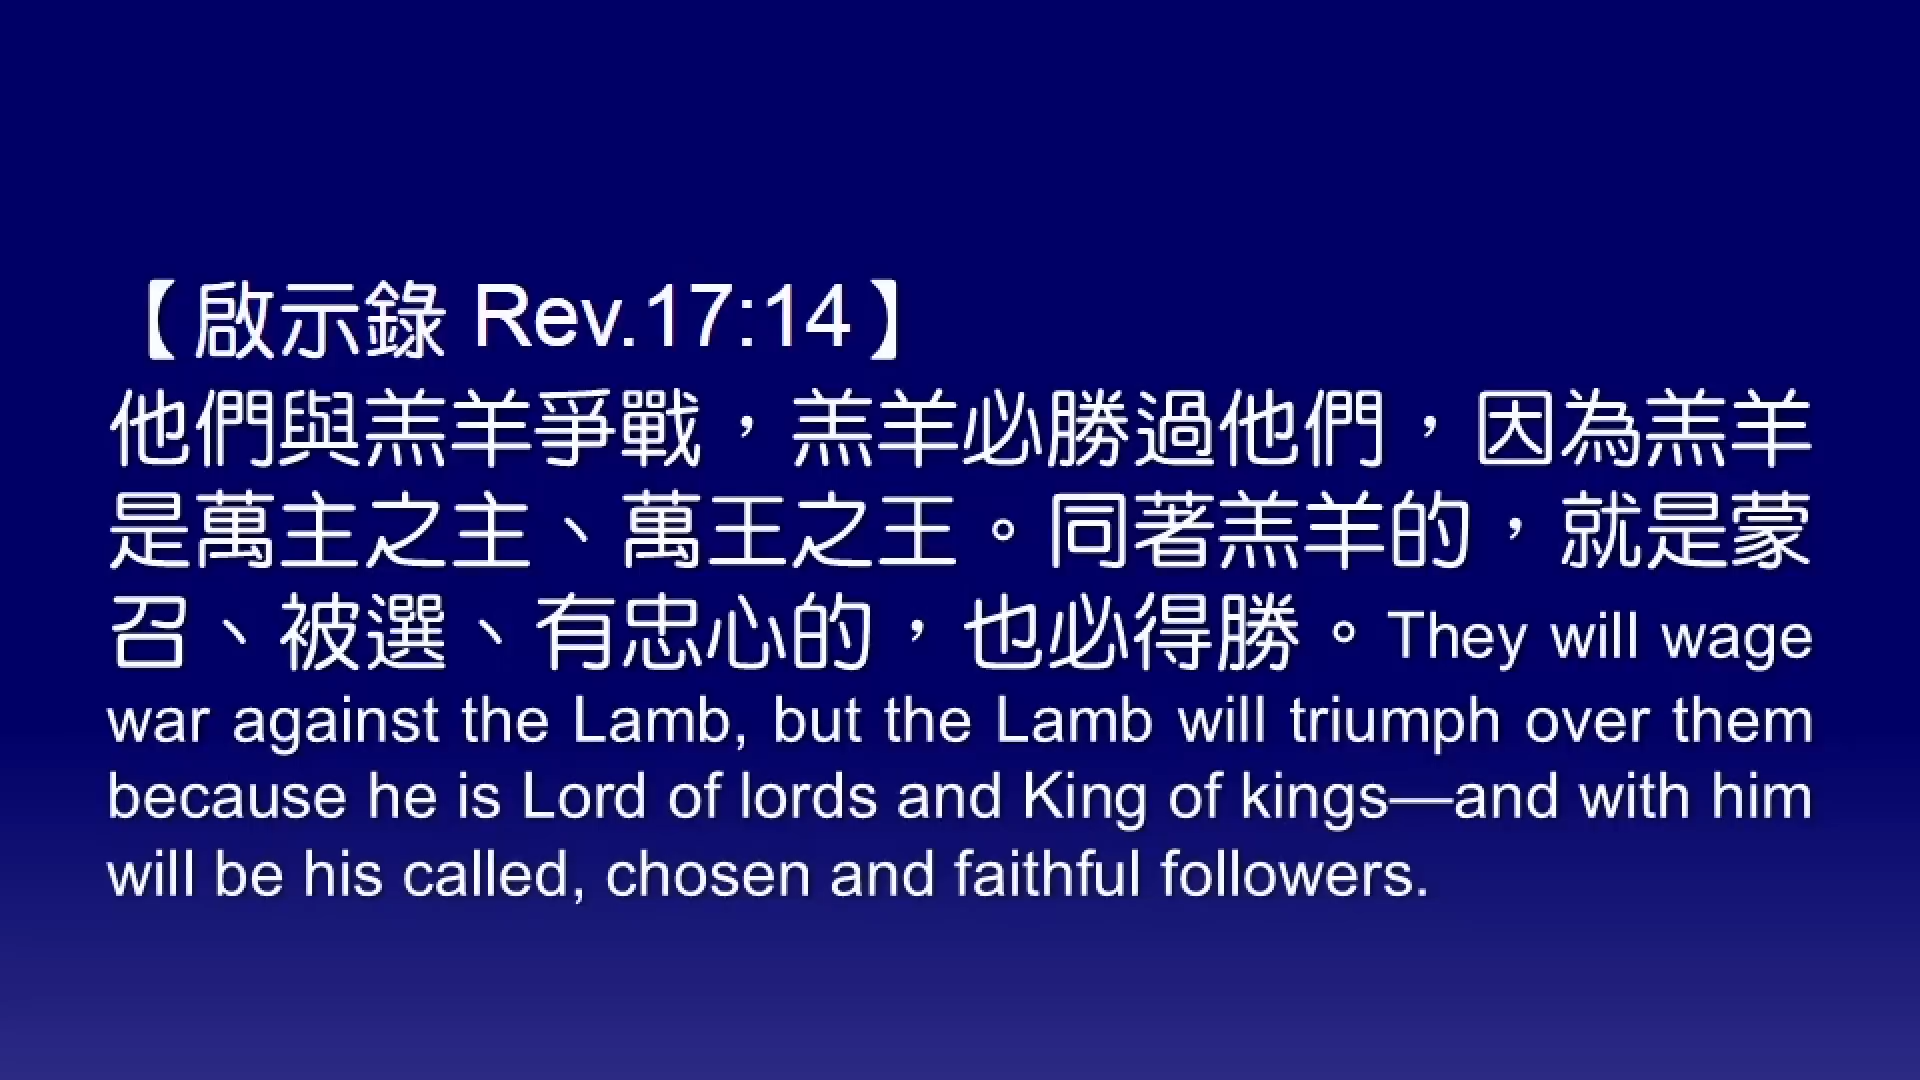 【啟示錄 Rev.17:14】
他們與羔羊爭戰，羔羊必勝過他們，因為羔羊
是萬主之主、萬王之王。同著羔羊的，就是蒙
召、被選、有忠心的，也必得勝。They will wage
war against the Lamb, but the Lamb will triumph over them
because he is Lord of lords and King of kings—and with him
will be his called, chosen and faithful followers.